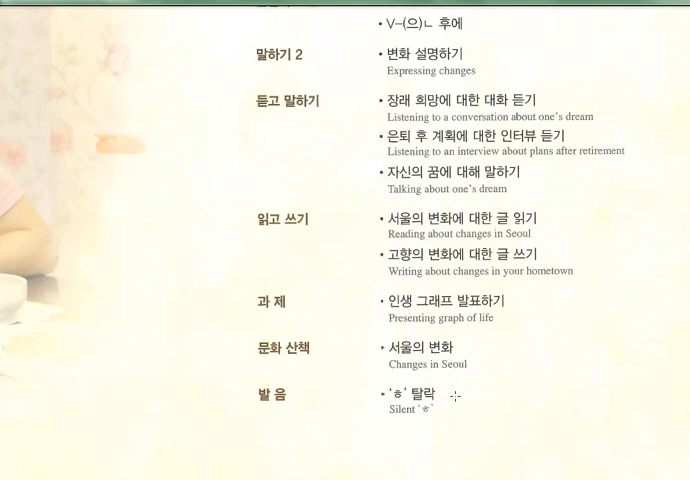 • V-(으)ㄴ 후에
말하기 2
• 변화 설명하기
Expressing changes
듣고 말하기
• 장래 희망에 대한 대화 듣기
Listening to a conversation about one's dream
• 은퇴 후 계획에 대한 인터뷰 듣기
Listening to an interview about plans after retirement
• 자신의 꿈에 대해 말하기
Talking about one's dream
읽고 쓰기
• 서울의 변화에 대한 글 읽기
Reading about changes in Seoul
• 고향의 변화에 대한 글 쓰기
Writing about changes in your hometown
과 제
• 인생 그래프 발표하기
Presenting graph of life
문화 산책
• 서울의 변화
Changes in Seoul
발 음
• 'ㅎ' 탈락
Silent 'ㅎ'